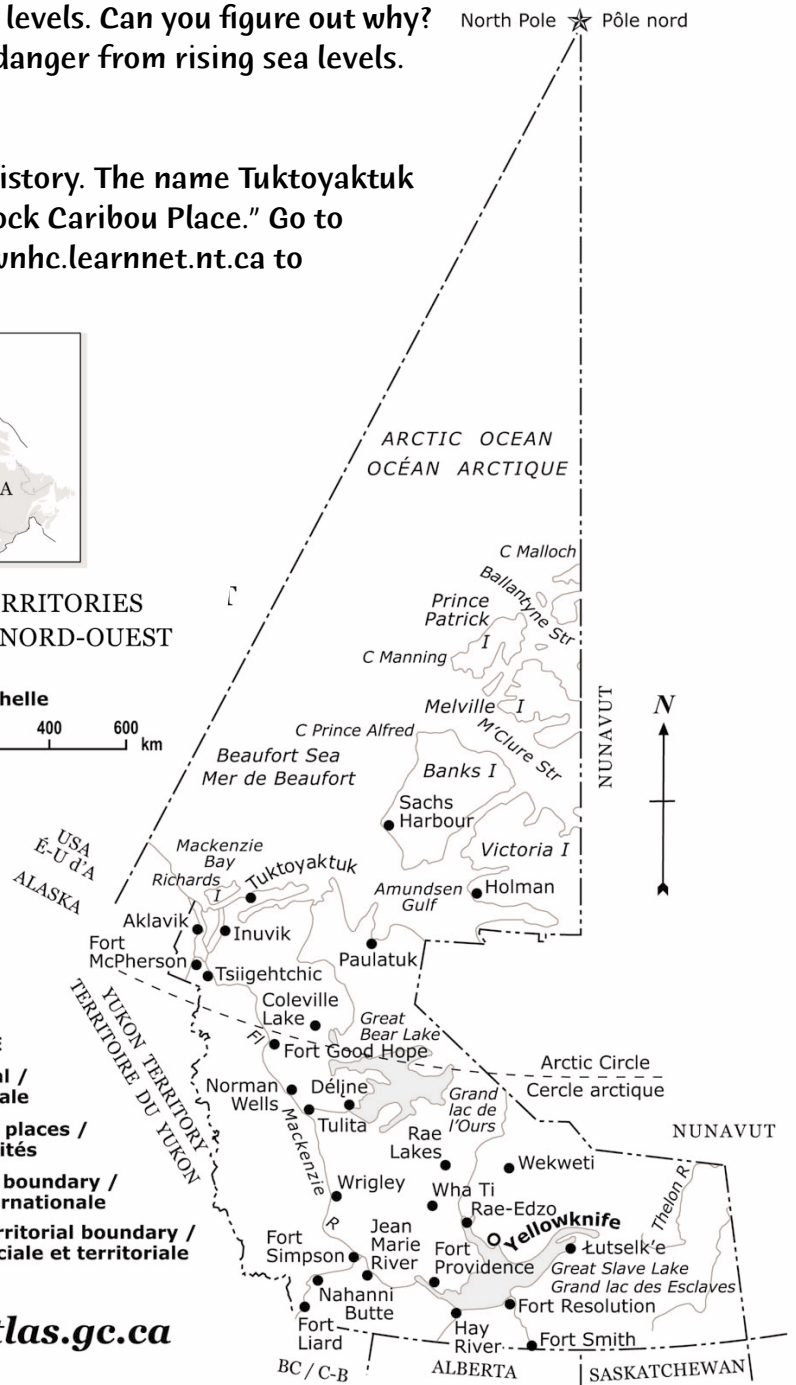 levels. Can you figure out why?
danger from rising sea levels.
istory. The name Tuktoyaktuk
ock Caribou Place." Go to
vnhc.learnnet.nt.ca to
North Pole Pôle nord
ARCTIC OCEAN
OCÉAN ARCTIQUE
A
RRITORIES
NORD-OUEST
helle
400 600
km
C Malloch
Ballantyne Str
Prince
Patrick
I
C Manning
Melville I
M'Clure Str
C Prince Alfred
Beaufort Sea
Mer de Beaufort
Banks I
Sachs
Harbour
Victoria I
NUNAVUT
N
USA
É-U d'A
ALASKA
Mackenzie
Bay
Richards
I
Tuktoyaktuk
Amundsen
Gulf
Holman
Aklavik
Inuvik
Fort
McPherson
Tsiigehtchic
Paulatuk
YUKON TERRITORY
TERRITOIRE DU YUKON
Coleville
Lake
Great
Bear Lake
Fl
Fort Good Hope
Arctic Circle
Cercle arctique
Norman
Wells
Déline
Tulita
Grand
lac de
l'Ours
Mackenzie
R
Rae
Lakes
Wekweti
NUNAVUT
Wrigley
Wha Ti
Rae-Edzo
Yellowknife
Thelon R
Łutselk'e
Fort
Simpson
Jean
Marie
River
Fort
Providence
Great Slave Lake
Grand lac des Esclaves
Nahanni
Butte
Fort
Liard
Fort Resolution
Hay
River
Fort Smith
BC / C-B
ALBERTA
SASKATCHEWAN
E
al /
ale
places /
ités
boundary /
rnationale
rritorial boundary /
ciale et territoriale
tlas.gc.ca